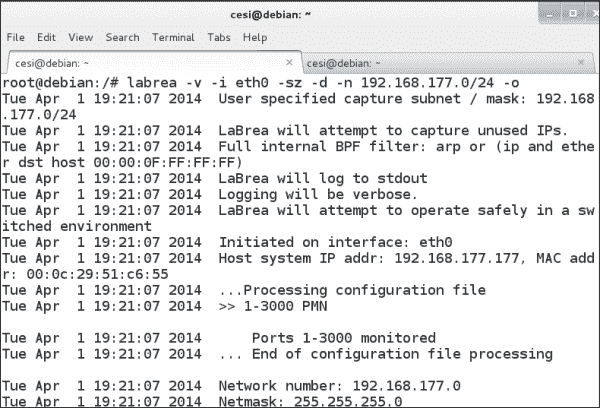 cesi@debian: ~
File Edit View Search Terminal Tabs Help
cesi@debian: ~ × cesi@debian: ~ ×
root@debian:/# labrea -v -i eth0 -sz -d -n 192.168.177.0/24 -o
Tue Apr  1 19:21:07 2014  User specified capture subnet / mask: 192.168
.177.0/24
Tue Apr  1 19:21:07 2014  LaBrea will attempt to capture unused IPs.
Tue Apr  1 19:21:07 2014  Full internal BPF filter: arp or (ip and ethe
r dst host 00:00:0F:FF:FF:FF)
Tue Apr  1 19:21:07 2014  LaBrea will log to stdout
Tue Apr  1 19:21:07 2014  Logging will be verbose.
Tue Apr  1 19:21:07 2014  LaBrea will attempt to operate safely in a sw
itched environment
Tue Apr  1 19:21:07 2014  Initiated on interface: eth0
Tue Apr  1 19:21:07 2014  Host system IP addr: 192.168.177.177, MAC add
r: 00:0c:29:51:c6:55
Tue Apr  1 19:21:07 2014  ...Processing configuration file
Tue Apr  1 19:21:07 2014  >> 1-3000 PMN
Tue Apr  1 19:21:07 2014      Ports 1-3000 monitored
Tue Apr  1 19:21:07 2014  ... End of configuration file processing
Tue Apr  1 19:21:07 2014  Network number: 192.168.177.0
Tue Apr  1 19:21:07 2014  Netmask: 255.255.255.0